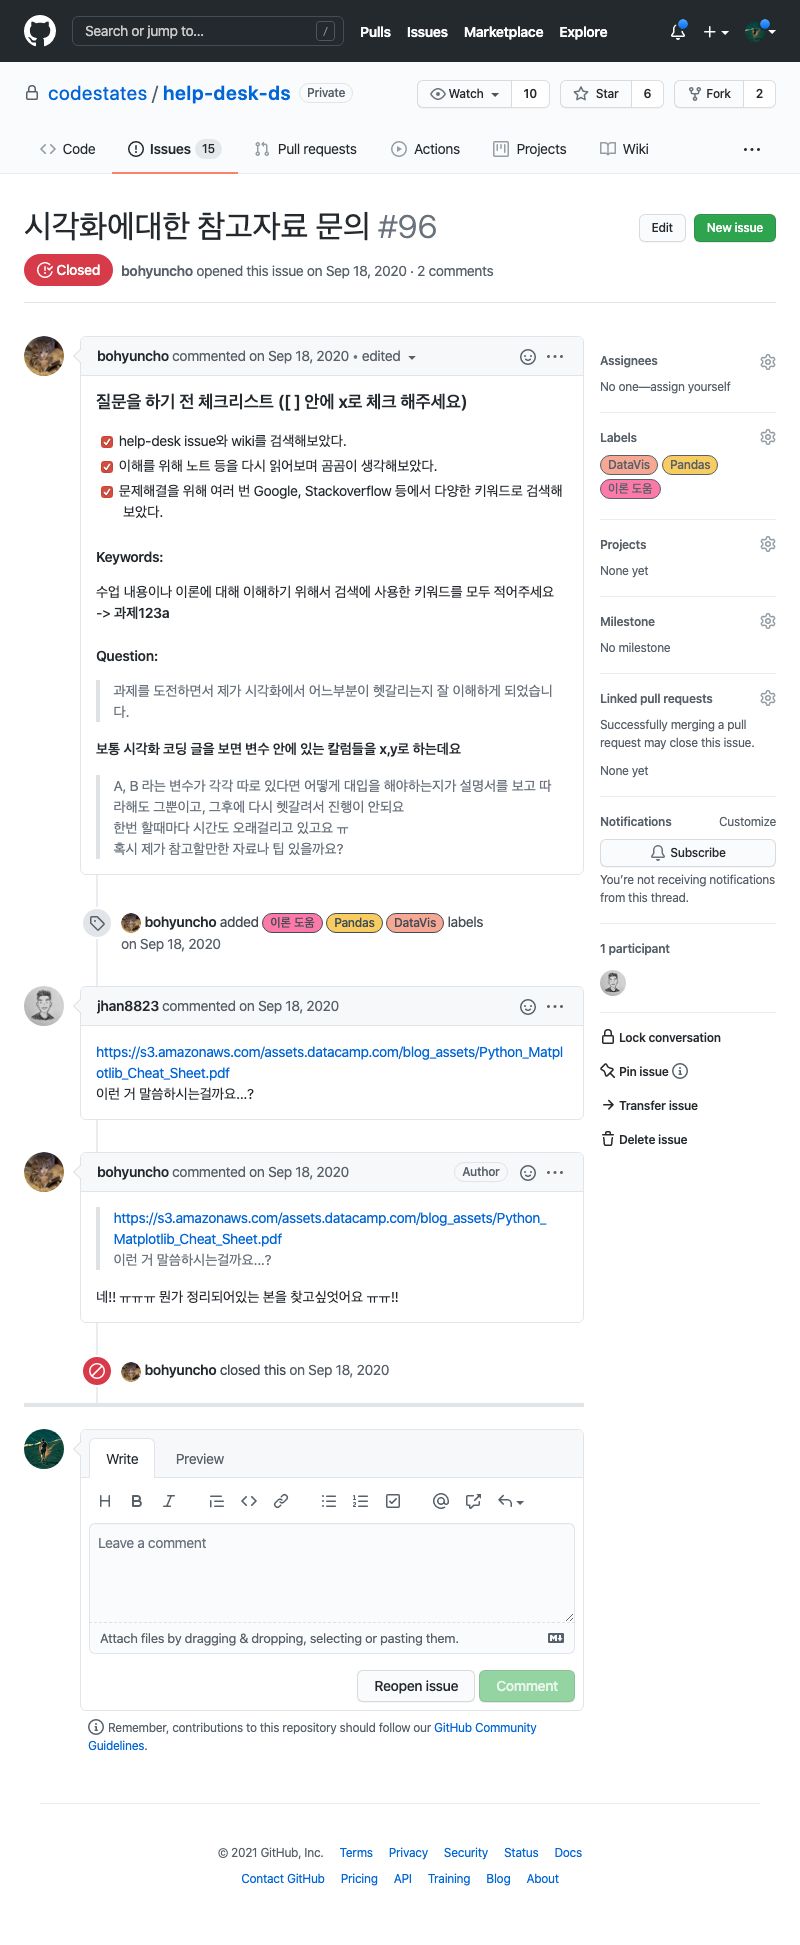 Search or jump to... /
Pulls Issues Marketplace Explore
codestates / help-desk-ds Private
Watch 10 Star 6 Fork 2
Code Issues 15 Pull requests Actions Projects Wiki ...
시각화에대한 참고자료 문의 #96
Edit New issue
Closed bohyuncho opened this issue on Sep 18, 2020 · 2 comments
bohyuncho commented on Sep 18, 2020 • edited
질문을 하기 전 체크리스트 ([ ] 안에 x로 체크 해주세요)
help-desk issue와 wiki를 검색해보았다.
이해를 위해 노트 등을 다시 읽어보며 곰곰이 생각해보았다.
문제해결을 위해 여러 번 Google, Stackoverflow 등에서 다양한 키워드로 검색해
보았다.
Keywords:
수업 내용이나 이론에 대해 이해하기 위해서 검색에 사용한 키워드를 모두 적어주세요
-> 과제123a
Question:
과제를 도전하면서 제가 시각화에서 어느부분이 헷갈리는지 잘 이해하게 되었습니
다.
보통 시각화 코딩 글을 보면 변수 안에 있는 칼럼들을 x,y로 하는데요
A, B 라는 변수가 각각 따로 있다면 어떻게 대입을 해야하는지가 설명서를 보고 따
라해도 그뿐이고, 그후에 다시 헷갈려서 진행이 안되요
한번 할때마다 시간도 오래걸리고 있고요 ㅠ
혹시 제가 참고할만한 자료나 팁 있을까요?
bohyuncho added 이론 도움 Pandas DataVis labels
on Sep 18, 2020
jhan8823 commented on Sep 18, 2020
https://s3.amazonaws.com/assets.datacamp.com/blog_assets/Python_Matpl
otlib_Cheat_Sheet.pdf
이런 거 말씀하시는걸까요...?
bohyuncho commented on Sep 18, 2020 Author
https://s3.amazonaws.com/assets.datacamp.com/blog_assets/Python_
Matplotlib_Cheat_Sheet.pdf
이런 거 말씀하시는걸까요...?
네!! ㅠㅠㅠ 뭔가 정리되어있는 본을 찾고싶엇어요 ㅠㅠ!!
bohyuncho closed this on Sep 18, 2020
Write Preview
Leave a comment
Attach files by dragging & dropping, selecting or pasting them.
Reopen issue Comment
Remember, contributions to this repository should follow our GitHub Community
Guidelines.
Assignees
No one—assign yourself
Labels
DataVis Pandas
이론 도움
Projects
None yet
Milestone
No milestone
Linked pull requests
Successfully merging a pull
request may close this issue.
None yet
Notifications Customize
Subscribe
You're not receiving notifications
from this thread.
1 participant
Lock conversation
Pin issue
Transfer issue
Delete issue
© 2021 GitHub, Inc. Terms Privacy Security Status Docs
Contact GitHub Pricing API Training Blog About